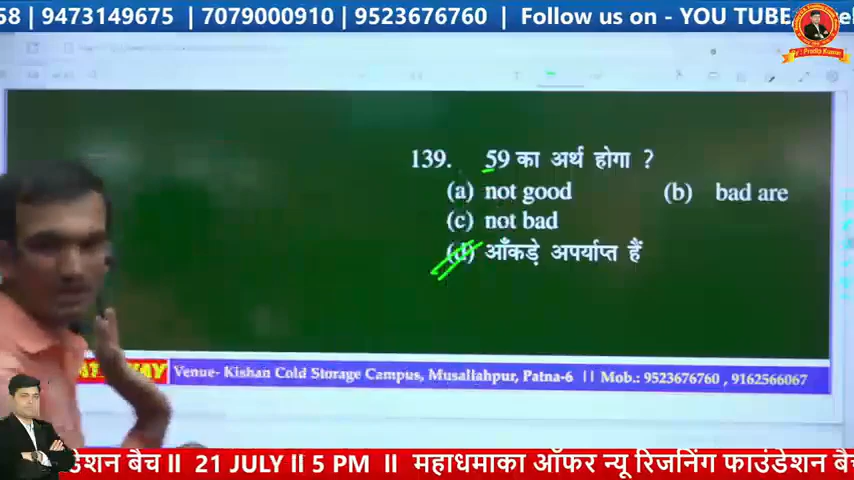 58 | 9473149675 | 7079000910 | 9523676760 | Follow us on - YOU TUBE
139. 59 का अर्थ होगा ?
(a) not good (b) bad are
(c) not bad
(d) आँकड़े अपर्याप्त हैं
Venue- Kishan Cold Storage Campus, Musallahpur, Patna-6 II Mob.: 9523676760 , 9162566067
डेशन बैच II 21 JULY II 5 PM II महाधमाका ऑफर न्यू रिजनिंग फाउंडेशन बै